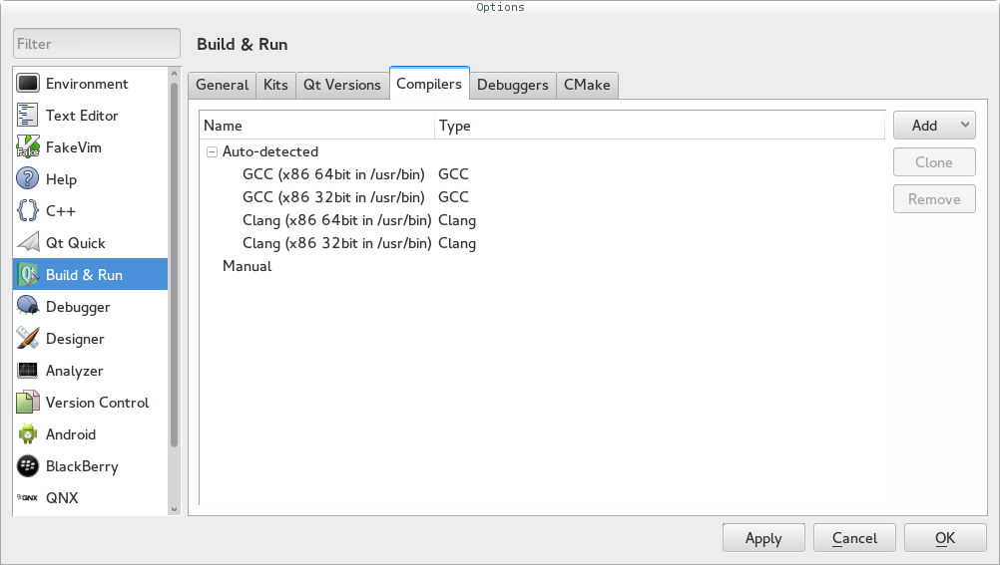 Options
Filter
Build & Run
Environment
Text Editor
FakeVim
Help
C++
Qt Quick
Build & Run
Debugger
Designer
Analyzer
Version Control
Android
BlackBerry
QNX
General Kits Qt Versions Compilers Debuggers CMake
Name Type
Auto-detected
GCC (x86 64bit in /usr/bin) GCC
GCC (x86 32bit in /usr/bin) GCC
Clang (x86 64bit in /usr/bin) Clang
Clang (x86 32bit in /usr/bin) Clang
Manual
Add
Clone
Remove
Apply Cancel OK